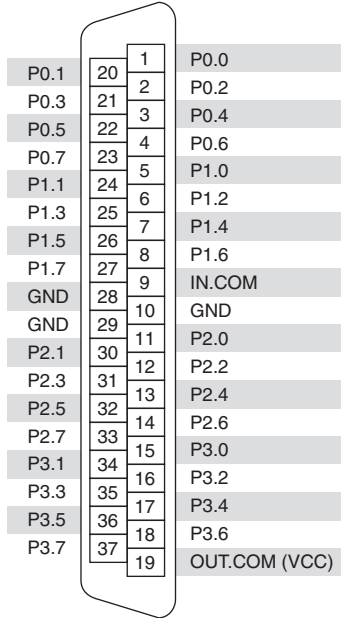 1 P0.0
P0.1 20
2 P0.2
P0.3 21
3 P0.4
P0.5 22
4 P0.6
P0.7 23
5 P1.0
P1.1 24
6 P1.2
P1.3 25
7 P1.4
P1.5 26
8 P1.6
P1.7 27
9 IN.COM
GND 28
10 GND
GND 29
11 P2.0
P2.1 30
12 P2.2
P2.3 31
13 P2.4
P2.5 32
14 P2.6
P2.7 33
15 P3.0
P3.1 34
16 P3.2
P3.3 35
17 P3.4
P3.5 36
18 P3.6
P3.7 37
19 OUT.COM (VCC)